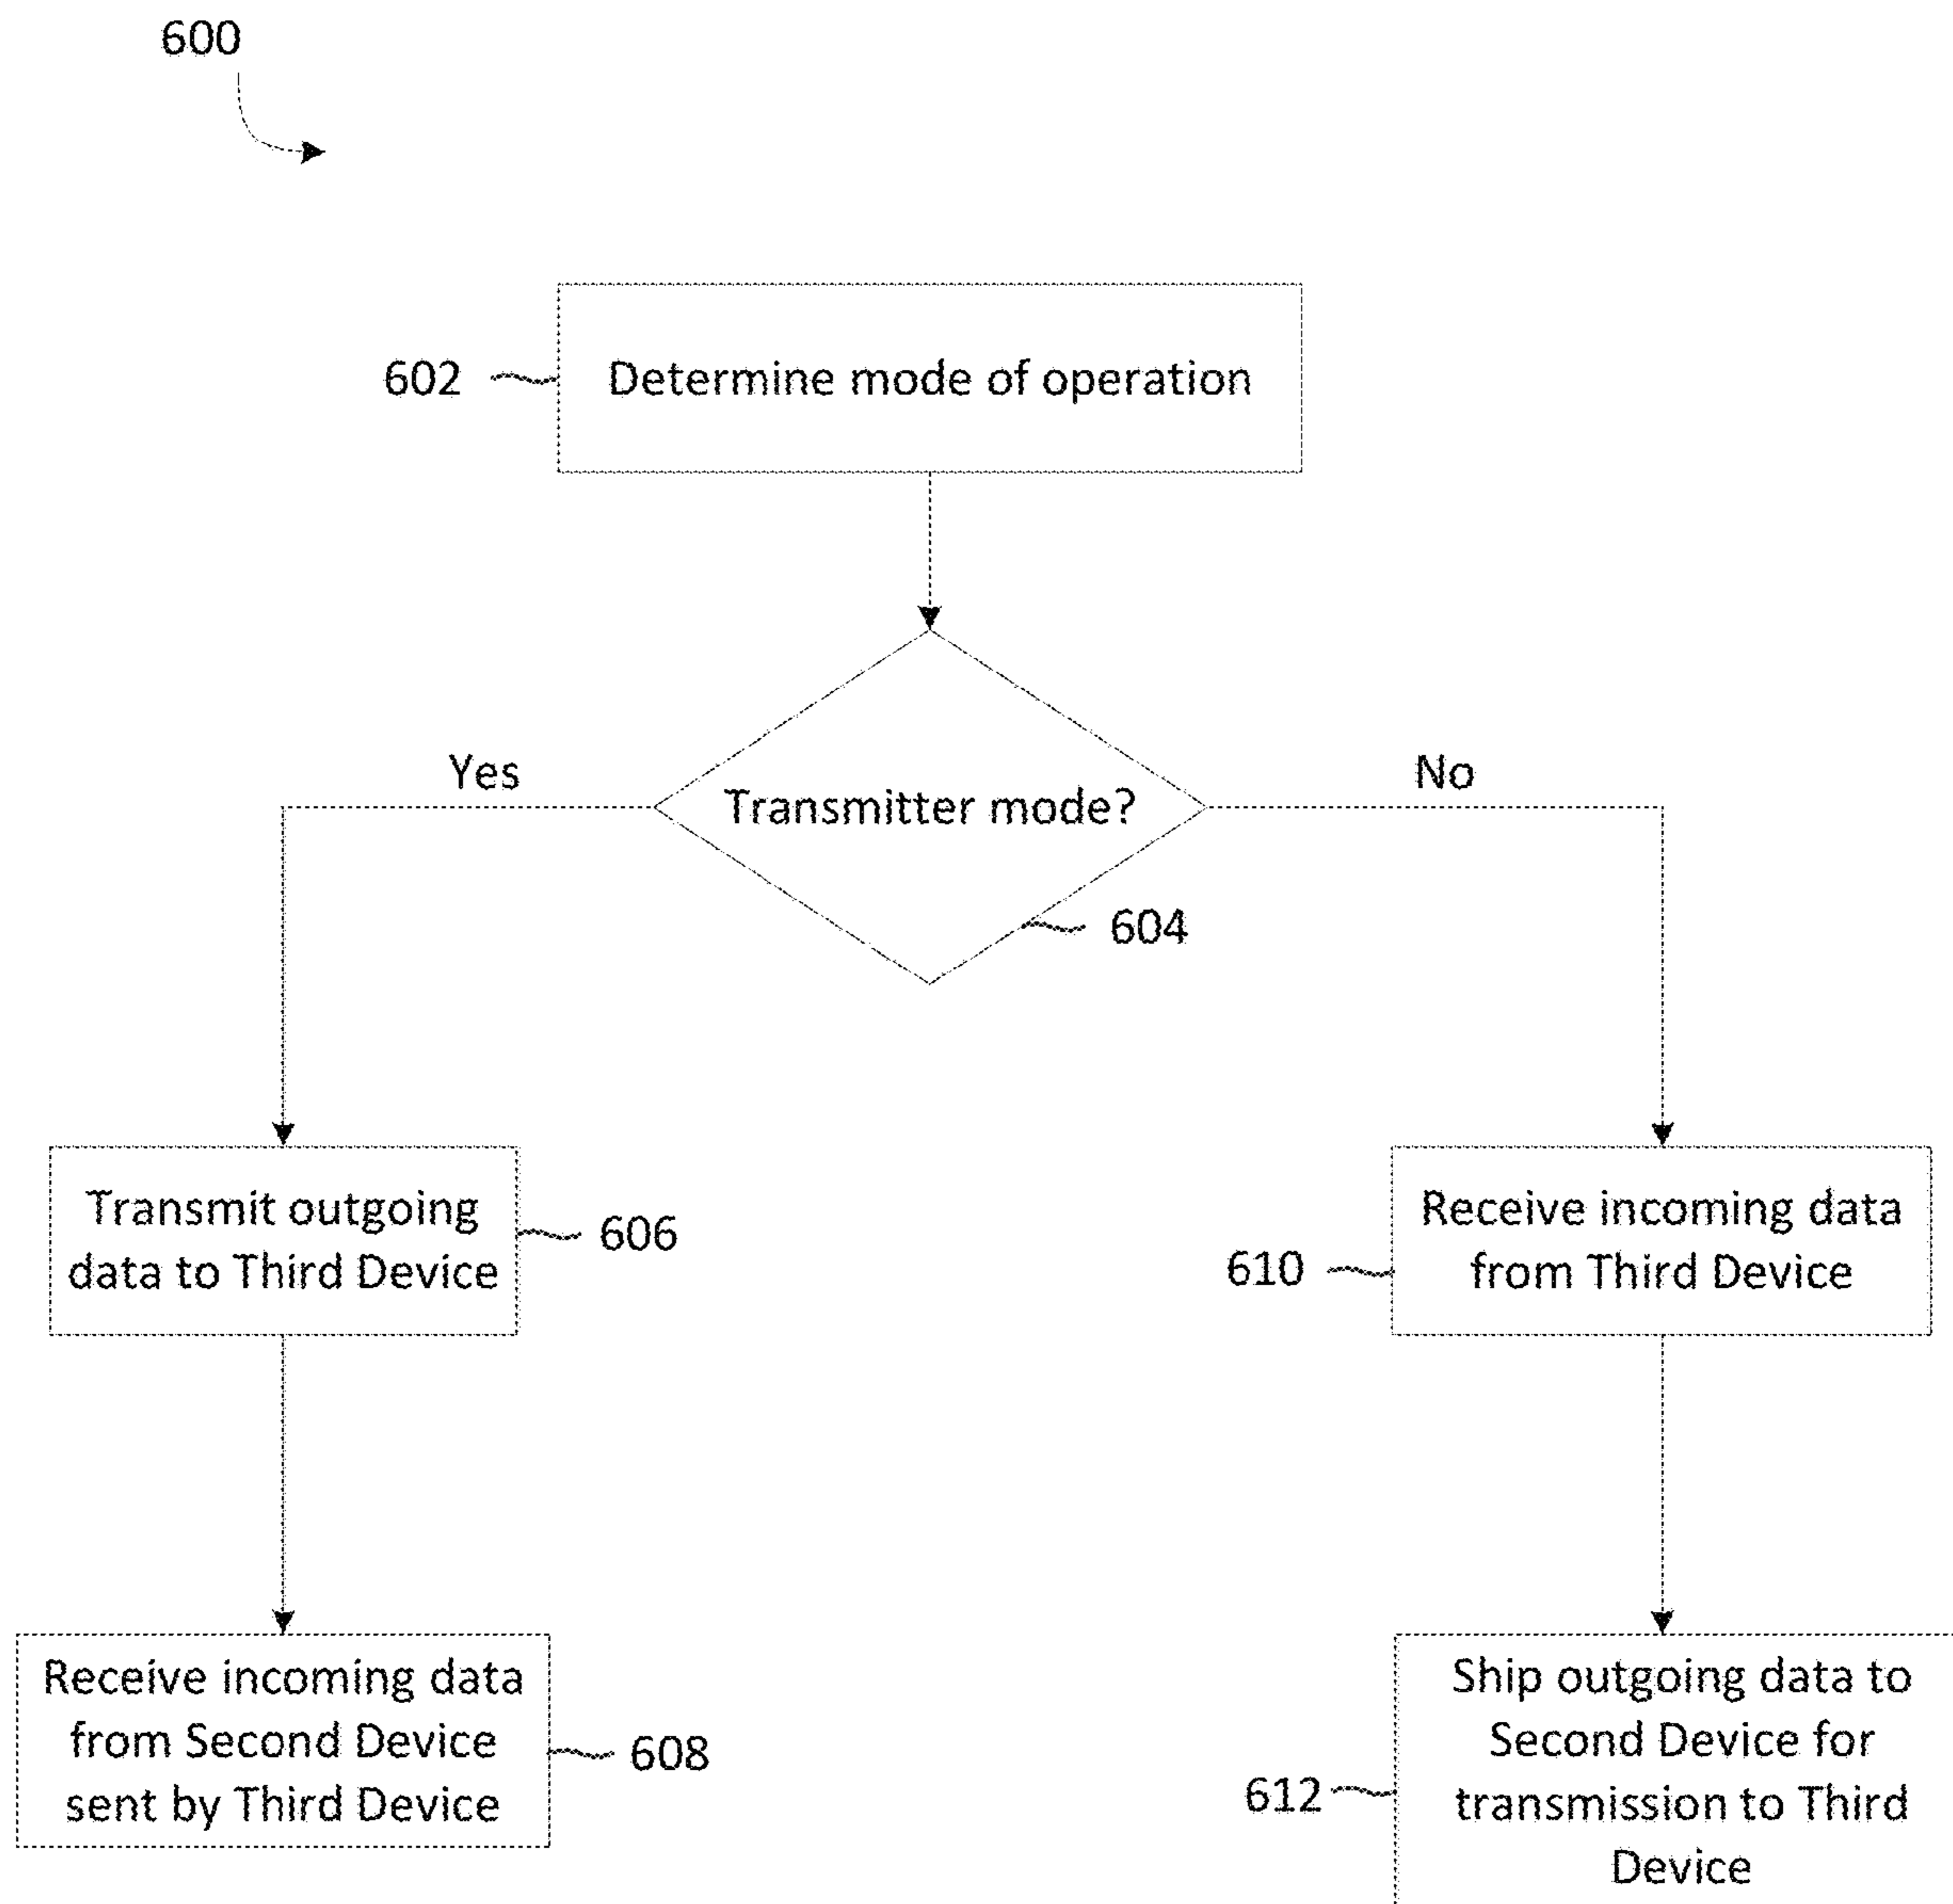 600
602
Determine mode of operation
Yes
No
Transmitter mode?
604
Transmit outgoing
data to Third Device
606
610
Receive incoming data
from Third Device
Receive incoming data
from Second Device
sent by Third Device
608
612
Ship outgoing data to
Second Device for
transmission to Third
Device